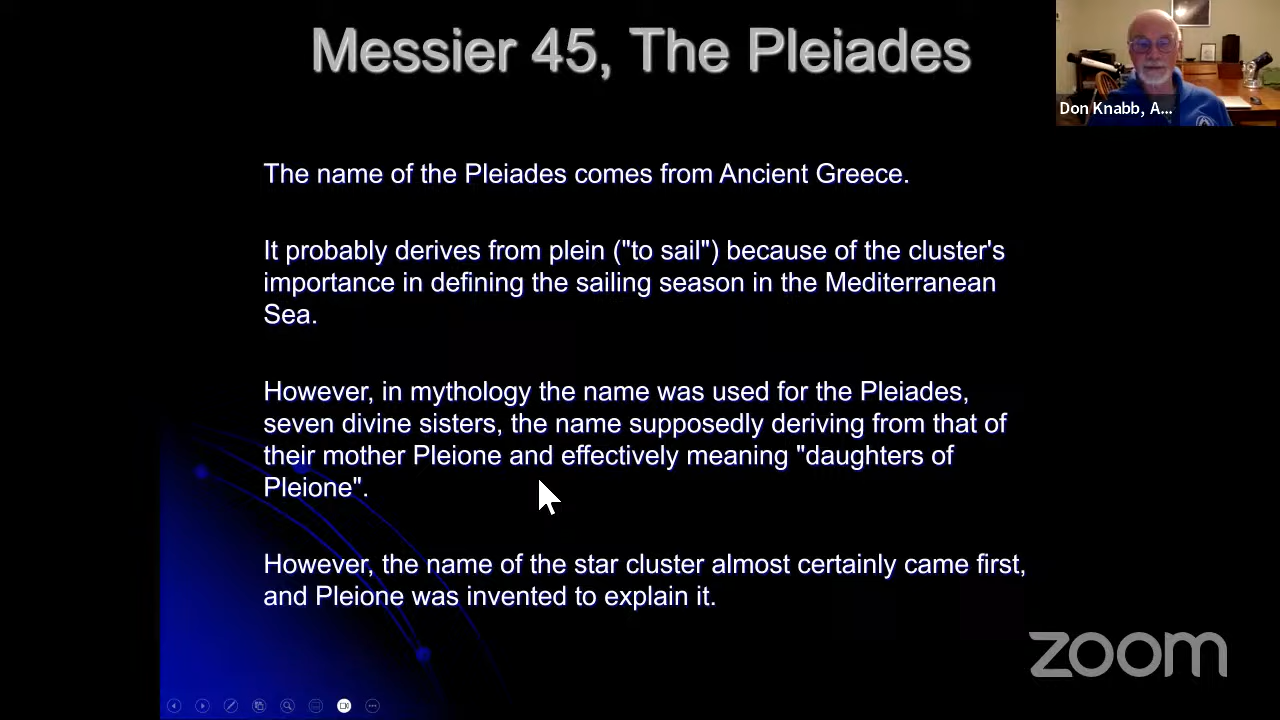 Messier 45, The Pleiades
Don Knabb, A...
The name of the Pleiades comes from Ancient Greece.
It probably derives from plein ("to sail") because of the cluster's
importance in defining the sailing season in the Mediterranean
Sea.
However, in mythology the name was used for the Pleiades,
seven divine sisters, the name supposedly deriving from that of
their mother Pleione and effectively meaning "daughters of
Pleione".
However, the name of the star cluster almost certainly came first,
and Pleione was invented to explain it.
zoom